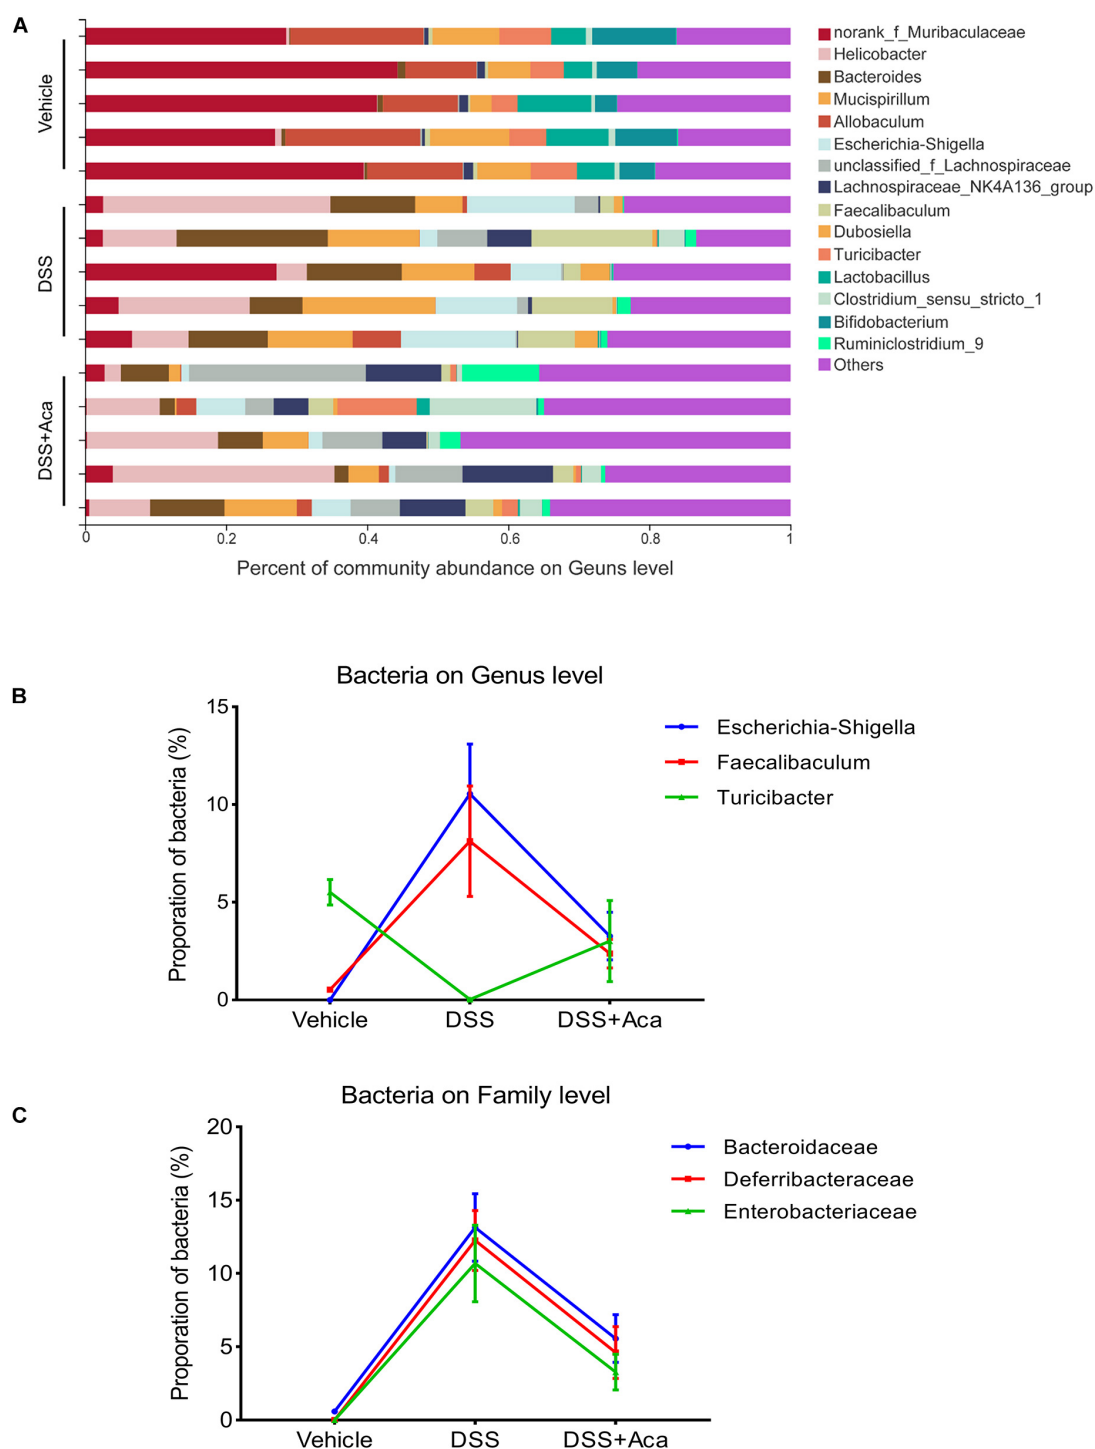 A
Vehicle
DSS
DSS+Aca
norank_f_Muribaculaceae
Helicobacter
Bacteroides
Mucispirillum
Allobaculum
Escherichia-Shigella
unclassified_f_Lachnospiraceae
Lachnospiraceae_NK4A136_group
Faecalibaculum
Dubosiella
Turicibacter
Lactobacillus
Clostridium_sensu_stricto_1
Bifidobacterium
Ruminiclostridium_9
Others
0 0.2 0.4 0.6 0.8 1
Percent of community abundance on Geuns level
B
Bacteria on Genus level
Proporation of bacteria (%)
15
10
5
0
Vehicle DSS DSS+Aca
Escherichia-Shigella
Faecalibaculum
Turicibacter
C
Bacteria on Family level
Proporation of bacteria (%)
20
15
10
5
0
Vehicle DSS DSS+Aca
Bacteroidaceae
Deferribacteraceae
Enterobacteriaceae